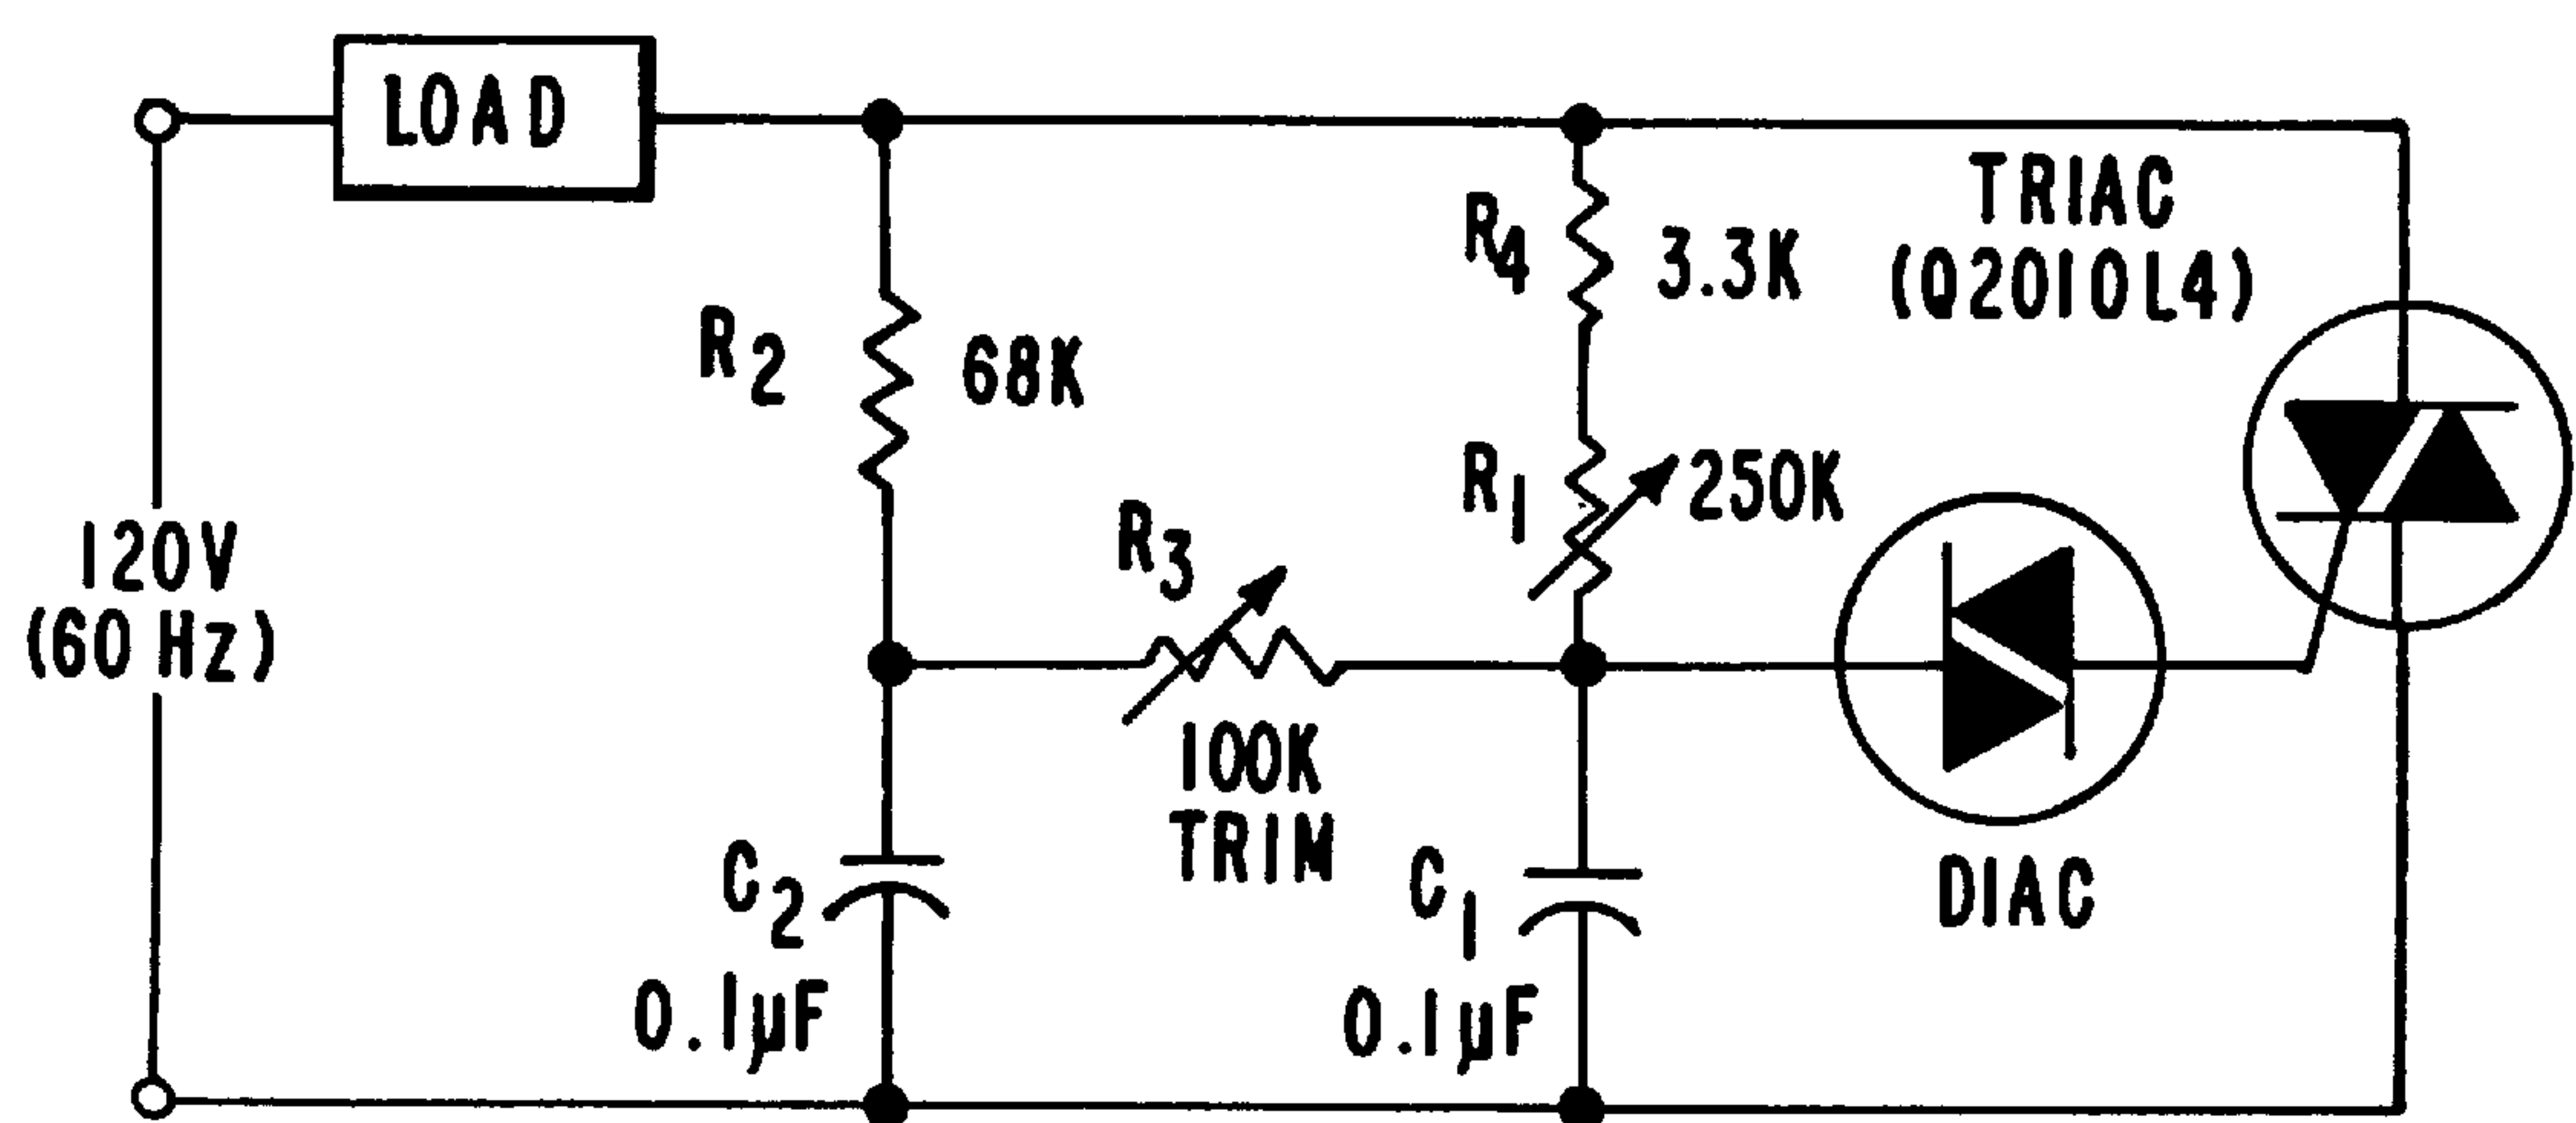 LOAD
TRIAC
(Q2010L4)
R4
3.3K
R2
68K
R1
250K
R3
120V
(60 Hz)
100K
TRIM
C2
0.1µF
C1
0.1µF
DIAC